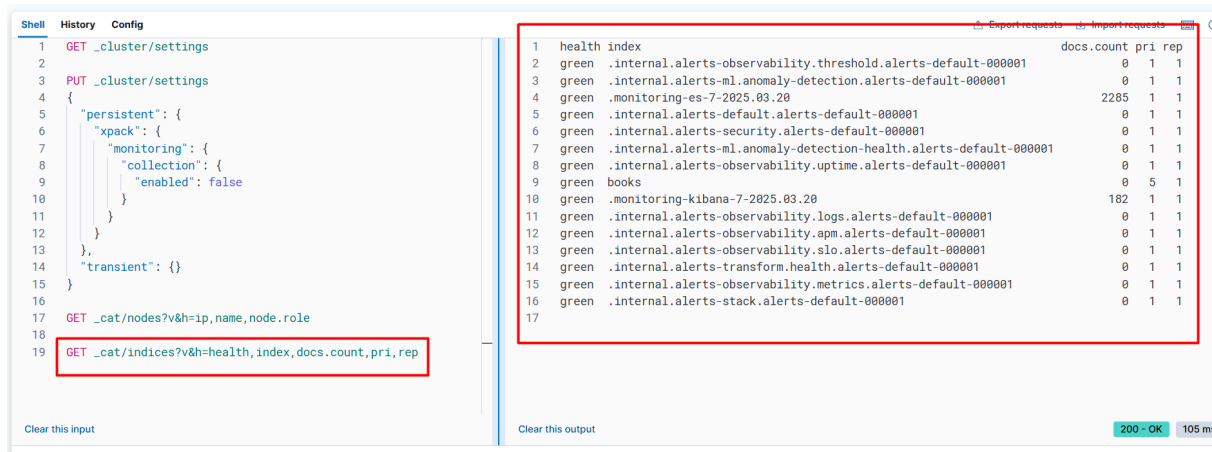 Shell History Config
Export requests Import requests
1 GET _cluster/settings
2
3 PUT _cluster/settings
4 {
5 "persistent": {
6 "xpack": {
7 "monitoring": {
8 "collection": {
9 "enabled": false
10 }
11 }
12 }
13 },
14 "transient": {}
15 }
16
17 GET _cat/nodes?v&h=ip,name,node.role
18
19 GET _cat/indices?v&h=health,index,docs.count,pri,rep
Clear this input
1 health index docs.count pri rep
2 green .internal.alerts-observability.threshold.alerts-default-000001 0 1 1
3 green .internal.alerts-ml.anomaly-detection.alerts-default-000001 0 1 1
4 green .monitoring-es-7-2025.03.20 2285 1 1
5 green .internal.alerts-default.alerts-default-000001 0 1 1
6 green .internal.alerts-security.alerts-default-000001 0 1 1
7 green .internal.alerts-ml.anomaly-detection-health.alerts-default-000001 0 1 1
8 green .internal.alerts-observability.uptime.alerts-default-000001 0 1 1
9 green books 0 5 1
10 green .monitoring-kibana-7-2025.03.20 182 1 1
11 green .internal.alerts-observability.logs.alerts-default-000001 0 1 1
12 green .internal.alerts-observability.apm.alerts-default-000001 0 1 1
13 green .internal.alerts-observability.slo.alerts-default-000001 0 1 1
14 green .internal.alerts-transform.health.alerts-default-000001 0 1 1
15 green .internal.alerts-observability.metrics.alerts-default-000001 0 1 1
16 green .internal.alerts-stack.alerts-default-000001 0 1 1
17
Clear this output
200 - OK 105 ms